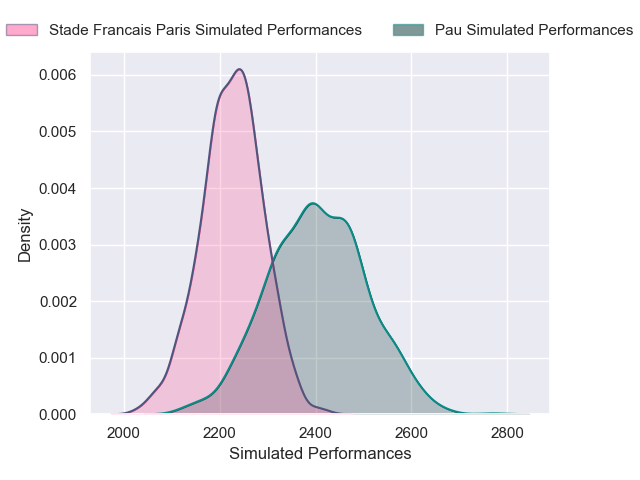 Stade Francais Paris Simulated Performances
Pau Simulated Performances
0.006
0.005
0.004
0.003
0.002
0.001
0.000
Density
2000 2200 2400 2600 2800
Simulated Performances